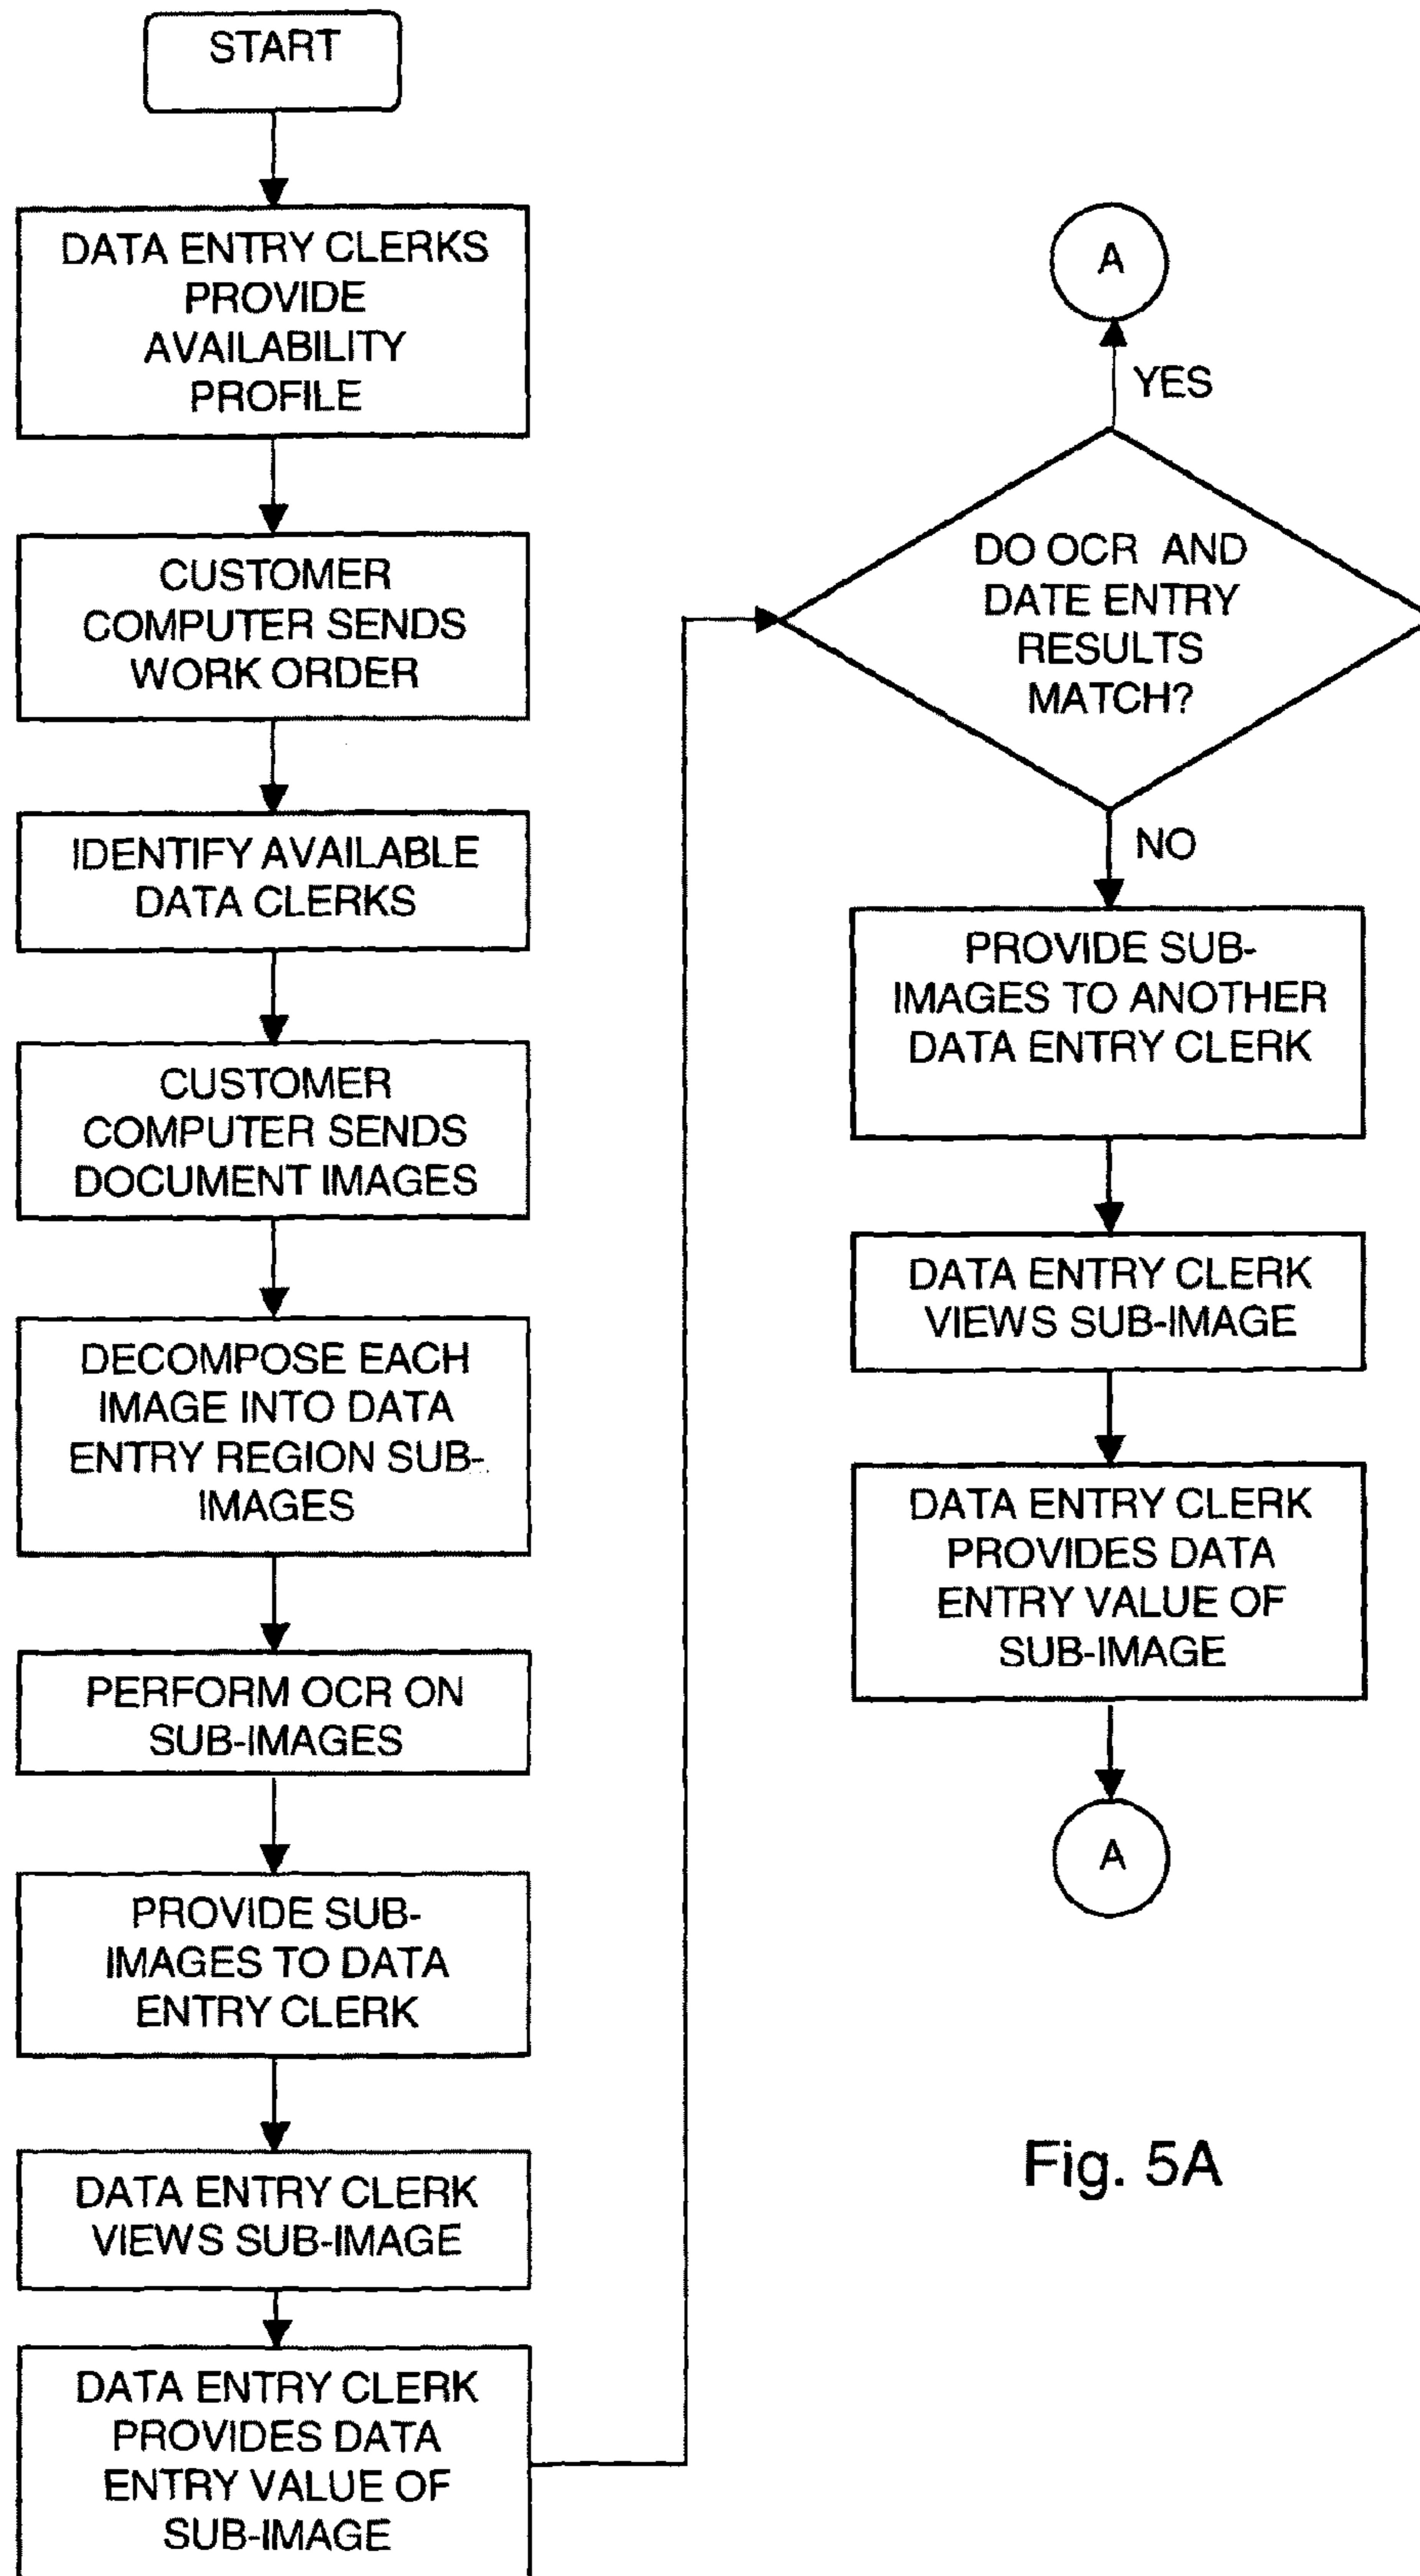 START
DATA ENTRY CLERKS
PROVIDE
AVAILABILITY
PROFILE
CUSTOMER
COMPUTER SENDS
WORK ORDER
IDENTIFY AVAILABLE
DATA CLERKS
CUSTOMER
COMPUTER SENDS
DOCUMENT IMAGES
DECOMPOSE EACH
IMAGE INTO DATA
ENTRY REGION SUB-
IMAGES
PERFORM OCR ON
SUB-IMAGES
PROVIDE SUB-
IMAGES TO DATA
ENTRY CLERK
DATA ENTRY CLERK
VIEWS SUB-IMAGE
DATA ENTRY CLERK
PROVIDES DATA
ENTRY VALUE OF
SUB-IMAGE
A
YES
DO OCR AND
DATE ENTRY
RESULTS
MATCH?
NO
PROVIDE SUB-
IMAGES TO ANOTHER
DATA ENTRY CLERK
DATA ENTRY CLERK
VIEWS SUB-IMAGE
DATA ENTRY CLERK
PROVIDES DATA
ENTRY VALUE OF
SUB-IMAGE
A
Fig. 5A